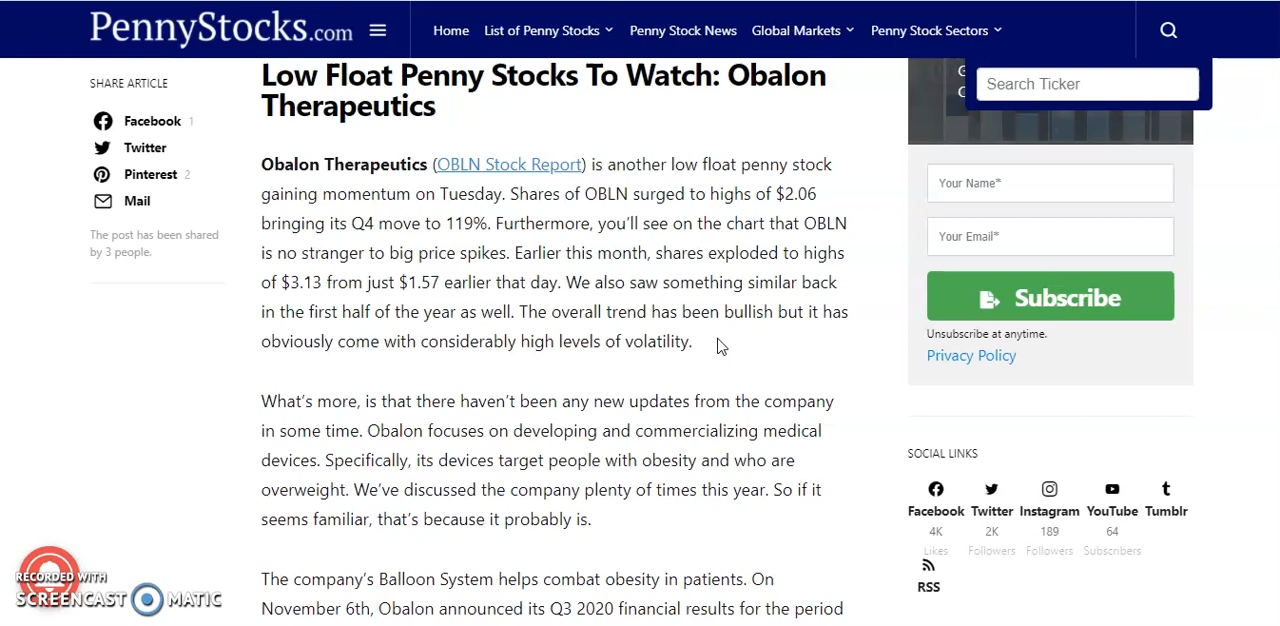 PennyStocks.com
Home
List of Penny Stocks
Penny Stock News
Global Markets
Penny Stock Sectors
Search Ticker
SHARE ARTICLE
Facebook 1
Twitter
Pinterest 2
Mail
The post has been shared
by 3 people.
Low Float Penny Stocks To Watch: Obalon
Therapeutics
Obalon Therapeutics (OBLN Stock Report) is another low float penny stock
gaining momentum on Tuesday. Shares of OBLN surged to highs of $2.06
bringing its Q4 move to 119%. Furthermore, you’ll see on the chart that OBLN
is no stranger to big price spikes. Earlier this month, shares exploded to highs
of $3.13 from just $1.57 earlier that day. We also saw something similar back
in the first half of the year as well. The overall trend has been bullish but it has
obviously come with considerably high levels of volatility.
What’s more, is that there haven’t been any new updates from the company
in some time. Obalon focuses on developing and commercializing medical
devices. Specifically, its devices target people with obesity and who are
overweight. We’ve discussed the company plenty of times this year. So if it
seems familiar, that’s because it probably is.
The company’s Balloon System helps combat obesity in patients. On
November 6th, Obalon announced its Q3 2020 financial results for the period
Your Name*
Your Email*
Subscribe
Unsubscribe at anytime.
Privacy Policy
SOCIAL LINKS
Facebook Twitter Instagram YouTube Tumblr
4K 2K 189 64
Likes Followers Followers Subscribers
RSS
RECORDED WITH
SCREENCAST MATIC